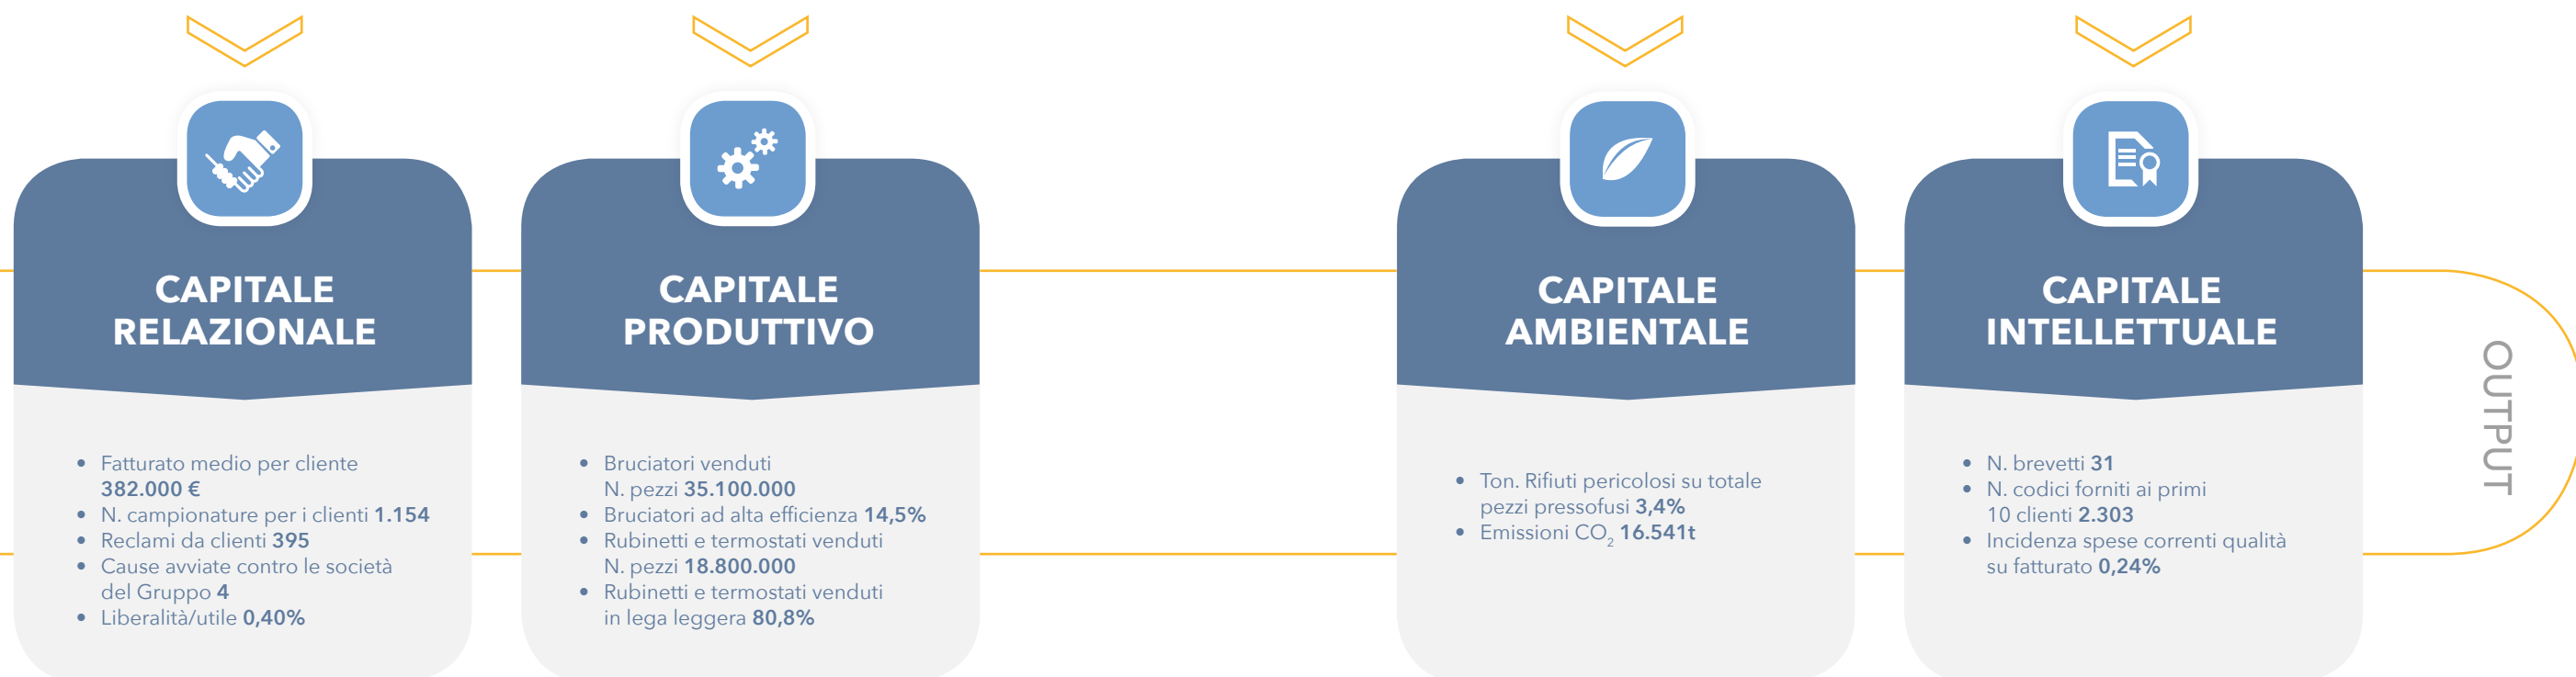 CAPITALE
RELAZIONALE
• Fatturato medio per cliente
382.000 €
• N. campionature per i clienti 1.154
• Reclami da clienti 395
• Cause avviate contro le società
del Gruppo 4
• Liberalità/utile 0,40%
CAPITALE
PRODUTTIVO
• Bruciatori venduti
N. pezzi 35.100.000
• Bruciatori ad alta efficienza 14,5%
• Rubinetti e termostati venduti
N. pezzi 18.800.000
• Rubinetti e termostati venduti
in lega leggera 80,8%
CAPITALE
AMBIENTALE
• Ton. Rifiuti pericolosi su totale
pezzi pressofusi 3,4%
• Emissioni CO₂ 16.541t
CAPITALE
INTELLETTUALE
• N. brevetti 31
• N. codici forniti ai primi
10 clienti 2.303
• Incidenza spese correnti qualità
su fatturato 0,24%
OUTPUT